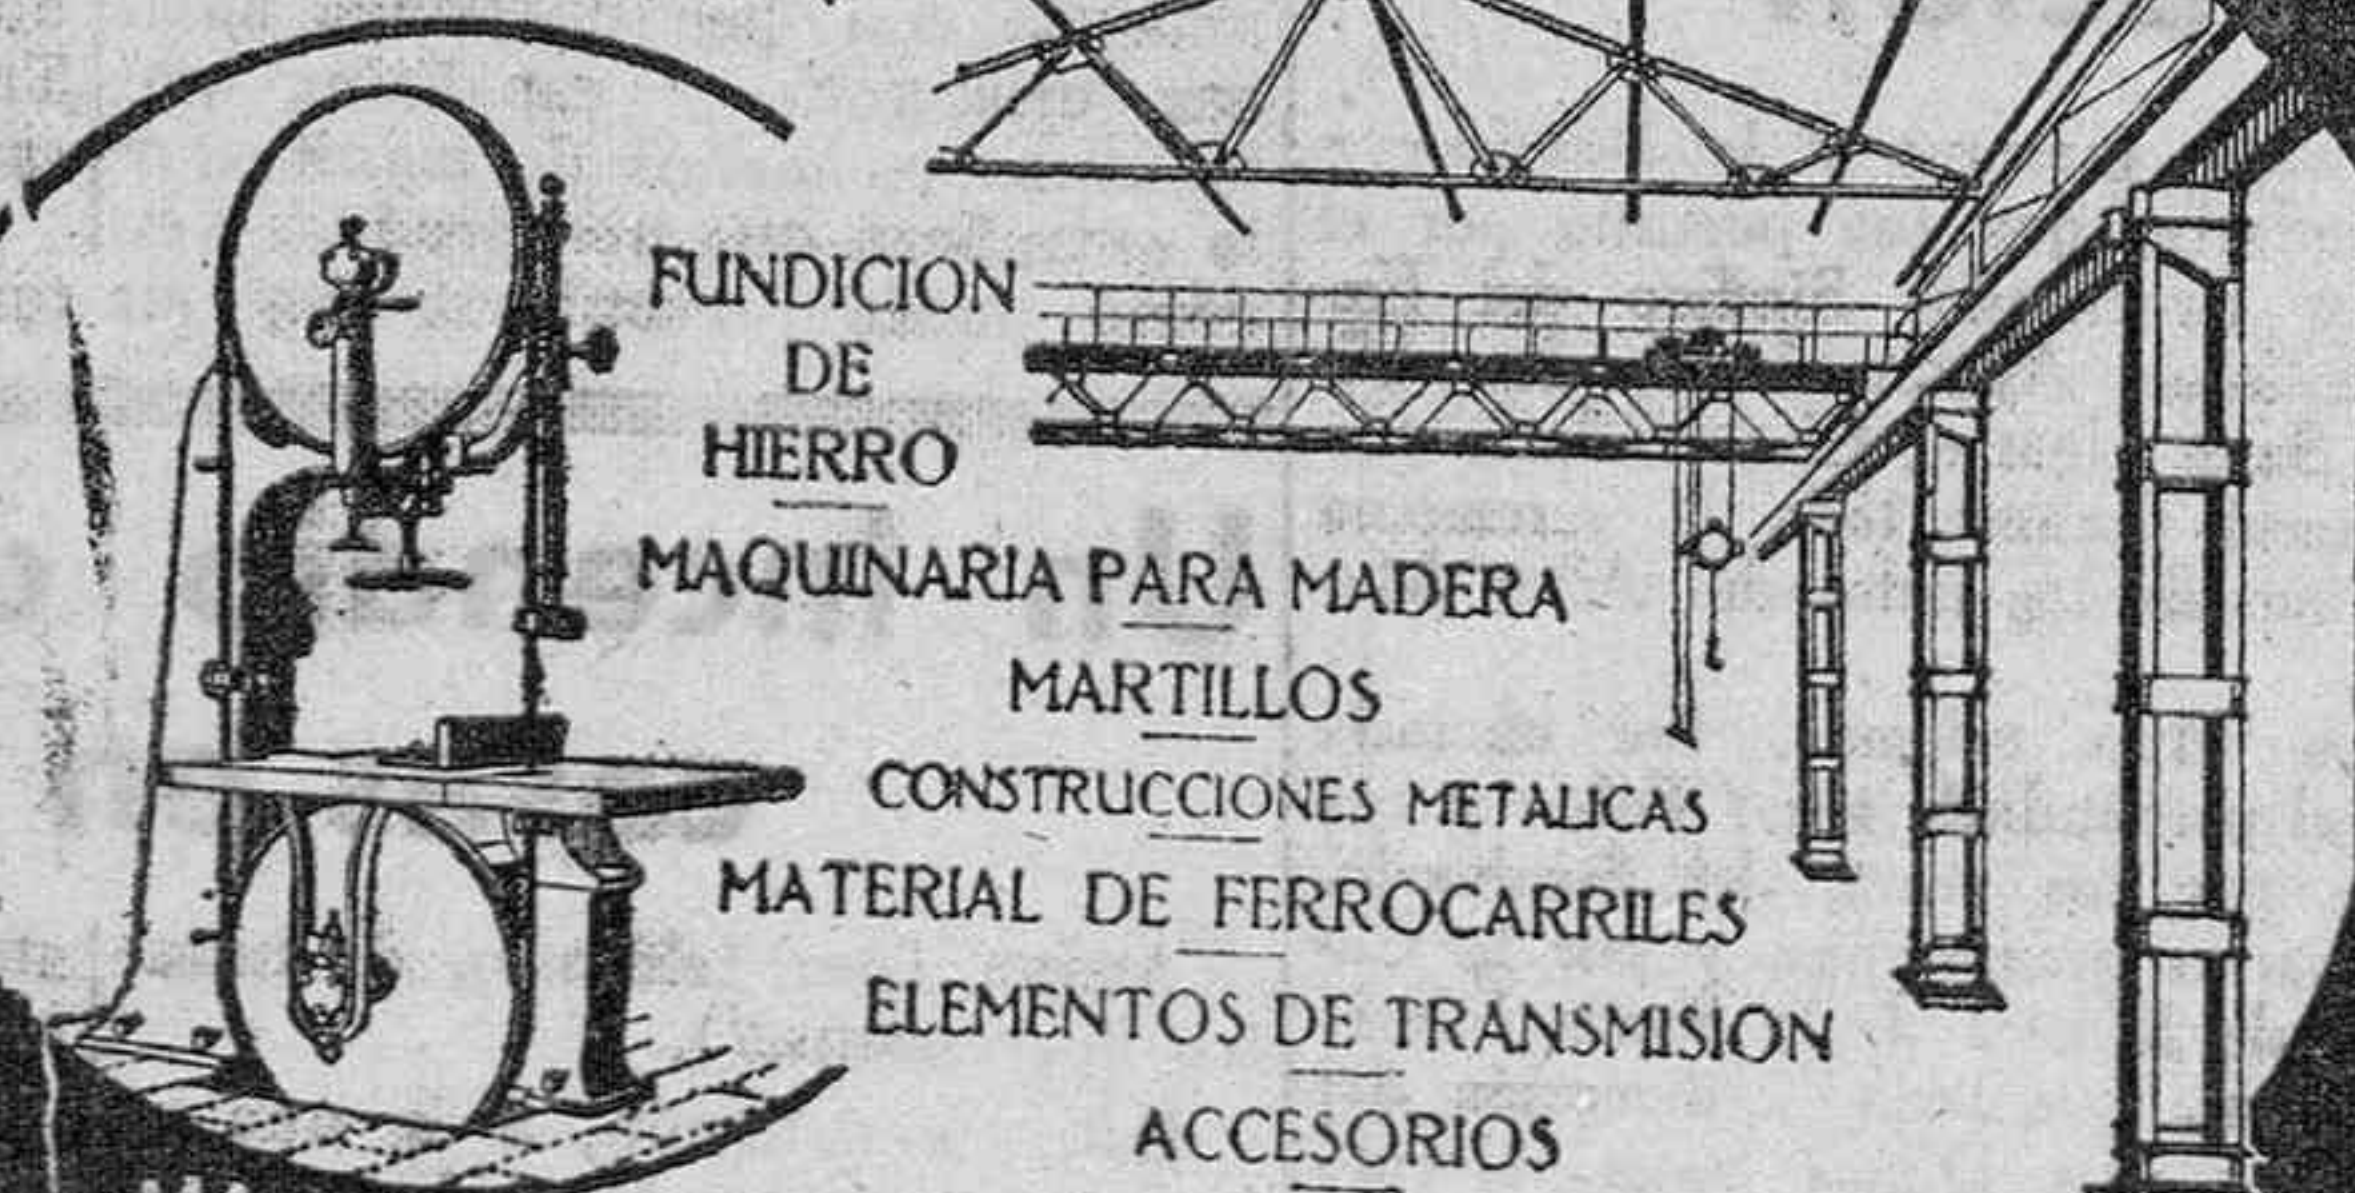 FUNDICION
DE
HIERRO
MAQUINARIA PARA MADERA
MARTILLOS
CONSTRUCCIONES METALICAS
MATERIAL DE FERROCARRILES
ELEMENTOS DE TRANSMISION
ACCESORIOS